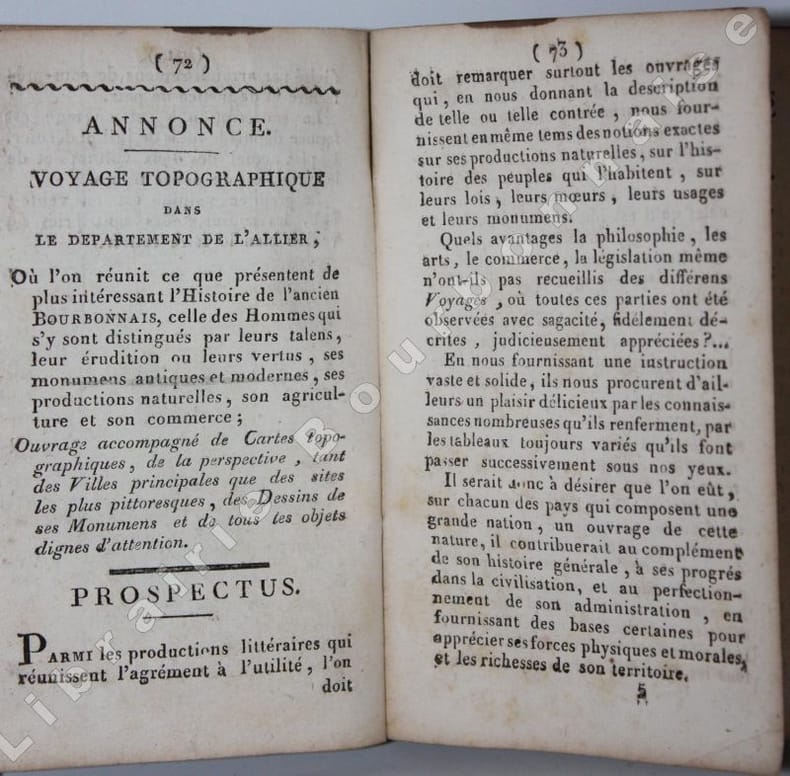 ( 72 )
ANNONCE.
VOYAGE TOPOGRAPHIQUE
DANS
LE DEPARTEMENT DE L'ALLIER,
Où l'on réunit ce que présentent de
plus intéressant l'Histoire de l'ancien
BOURBONNAIS, celle des Hommes qui
s'y sont distingués par leurs talens,
leur érudition ou leurs vertus, ses
monumens antiques et modernes, ses
productions naturelles, son agricul-
ture et son commerce;
Ouvrage accompagné de Cartes topo-
graphiques, de la perspective, tant
des Villes principales que des sites
les plus pittoresques, des Dessins de
ses Monumens et de tous les objets
dignes d'attention.
PROSPECTUS.
PARMI les productions littéraires qui
réunissent l'agrément à l'utilité, l'on
doit
( 73 )
doit remarquer surtout les ouvrages
qui, en nous donnant la description
de telle ou telle contrée, nous four-
nissent en même tems des notions exactes
sur ses productions naturelles, sur l'his-
toire des peuples qui l'habitent, sur
leurs lois, leurs mœurs, leurs usages
et leurs monumens.
Quels avantages la philosophie, les
arts, le commerce, la législation même
n'ont-ils pas recueillis des différens
Voyages, où toutes ces parties ont été
observées avec sagacité, fidèlement dé-
crites, judicieusement appréciées?...
En nous fournissant une instruction
vaste et solide, ils nous procurent d'ail-
leurs un plaisir délicieux par les connais-
sances nombreuses qu'ils renferment, par
les tableaux toujours variés qu'ils font
passer successivement sous nos yeux.
Il serait donc à désirer que l'on eût,
sur chacun des pays qui composent une
grande nation, un ouvrage de cette
nature, il contribuerait au complément
de son histoire générale, à ses progrés
dans la civilisation, et au perfection-
nement de son administration, en
fournissant des bases certaines pour
apprécier ses forces physiques et morales,
et les richesses de son territoire.
5
Librairie Bourbonnaise